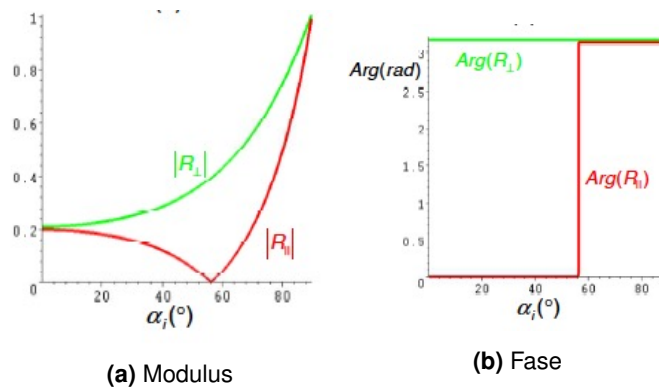 1
0.8
0.6
0.4
0.2
0
20
40
60
80
|R⊥|
|R∥|
αi(°)
(a) Modulus
Arg(rad)
3
2.5
2
1.5
1
0.5
0
20
40
60
80
Arg(R⊥)
Arg(R∥)
αi(°)
(b) Fase